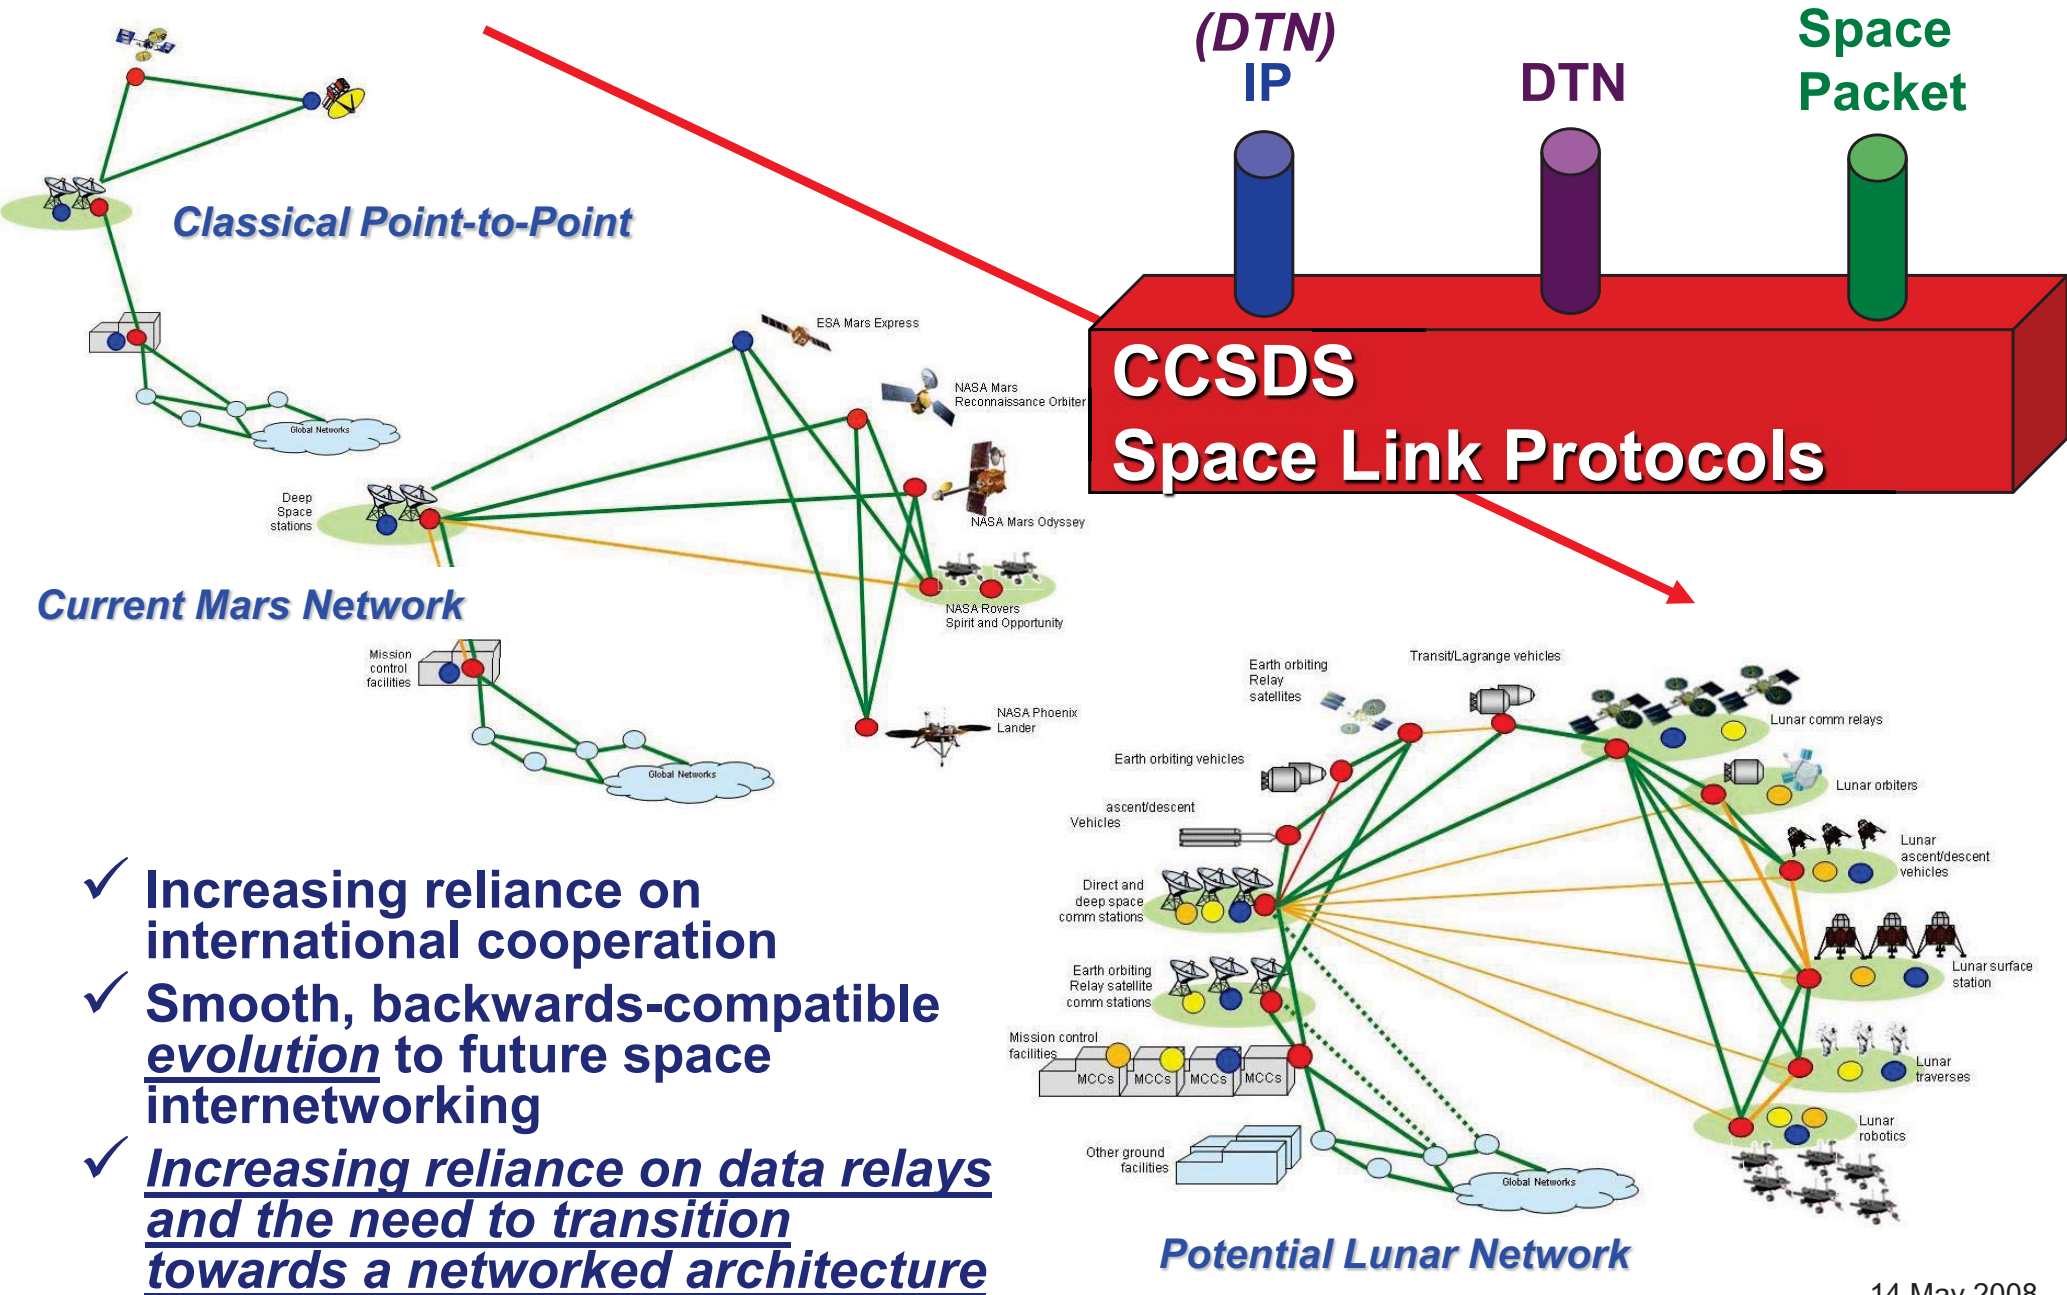 (DTN)
IP
DTN
Space
Packet
Classical Point-to-Point
CCSDS
Space Link Protocols
Global Networks
ESA Mars Express
NASA Mars
Reconnaissance Orbiter
NASA Mars Odyssey
Deep
Space
stations
NASA Rovers
Spirit and Opportunity
Current Mars Network
Mission
control
facilities
NASA Phoenix
Lander
Global Networks
Earth orbiting
Relay
satellites
Transit/Lagrange vehicles
Lunar comm relays
Earth orbiting vehicles
Lunar orbiters
ascent/descent
Vehicles
Lunar
ascent/descent
vehicles
Direct and
deep space
comm stations
Earth orbiting
Relay satellite
comm stations
Lunar surface
station
Mission control
facilities
MCCs MCCs MCCs MCCs
Lunar
traverses
Lunar
robotics
Other ground
facilities
Global Networks
Potential Lunar Network
✓ Increasing reliance on
international cooperation
✓ Smooth, backwards-compatible
evolution to future space
internetworking
✓ Increasing reliance on data relays
and the need to transition
towards a networked architecture
14 May 2008